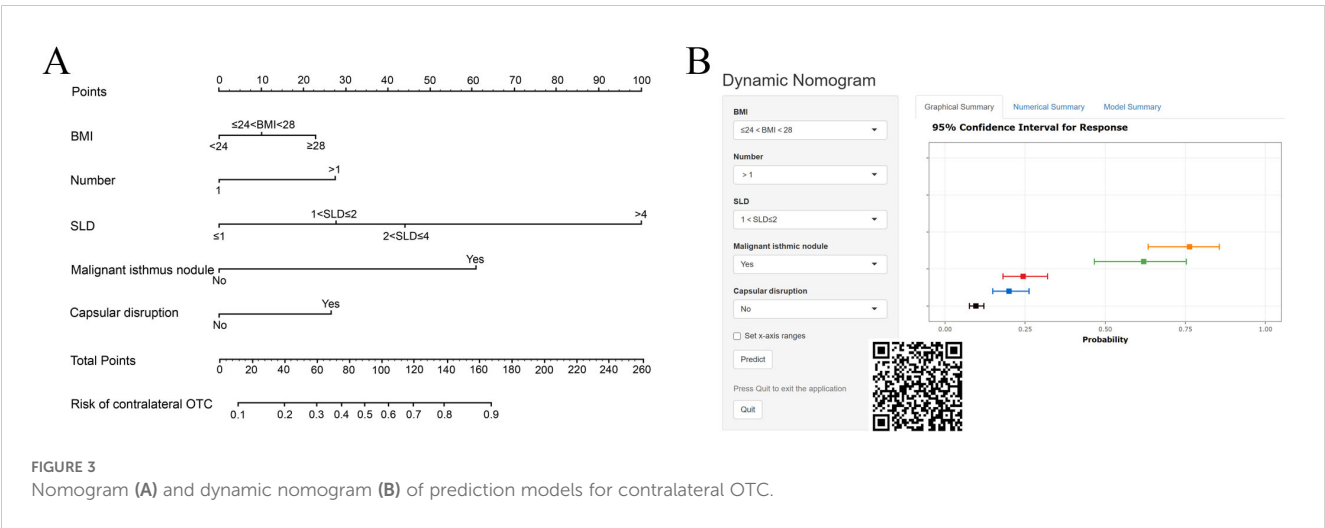 A
Points
0 10 20 30 40 50 60 70 80 90 100
BMI
≤24<BMI<28
<24 ≥28
Number
>1
1
SLD
1<SLD≤2 >4
≤1 2<SLD≤4
Malignant isthmus nodule
Yes
No
Capsular disruption
Yes
No
Total Points
0 20 40 60 80 100 120 140 160 180 200 220 240 260
Risk of contralateral OTC
0.1 0.2 0.3 0.4 0.5 0.6 0.7 0.8 0.9
B
Dynamic Nomogram
BMI
≤24 < BMI < 28
Number
> 1
SLD
1 < SLD≤2
Malignant isthmic nodule
Yes
Capsular disruption
No
Set x-axis ranges
Predict
Press Quit to exit the application
Quit
Graphical Summary Numerical Summary Model Summary
95% Confidence Interval for Response
0.00 0.25 0.50 0.75 1.00
Probability
FIGURE 3
Nomogram (A) and dynamic nomogram (B) of prediction models for contralateral OTC.